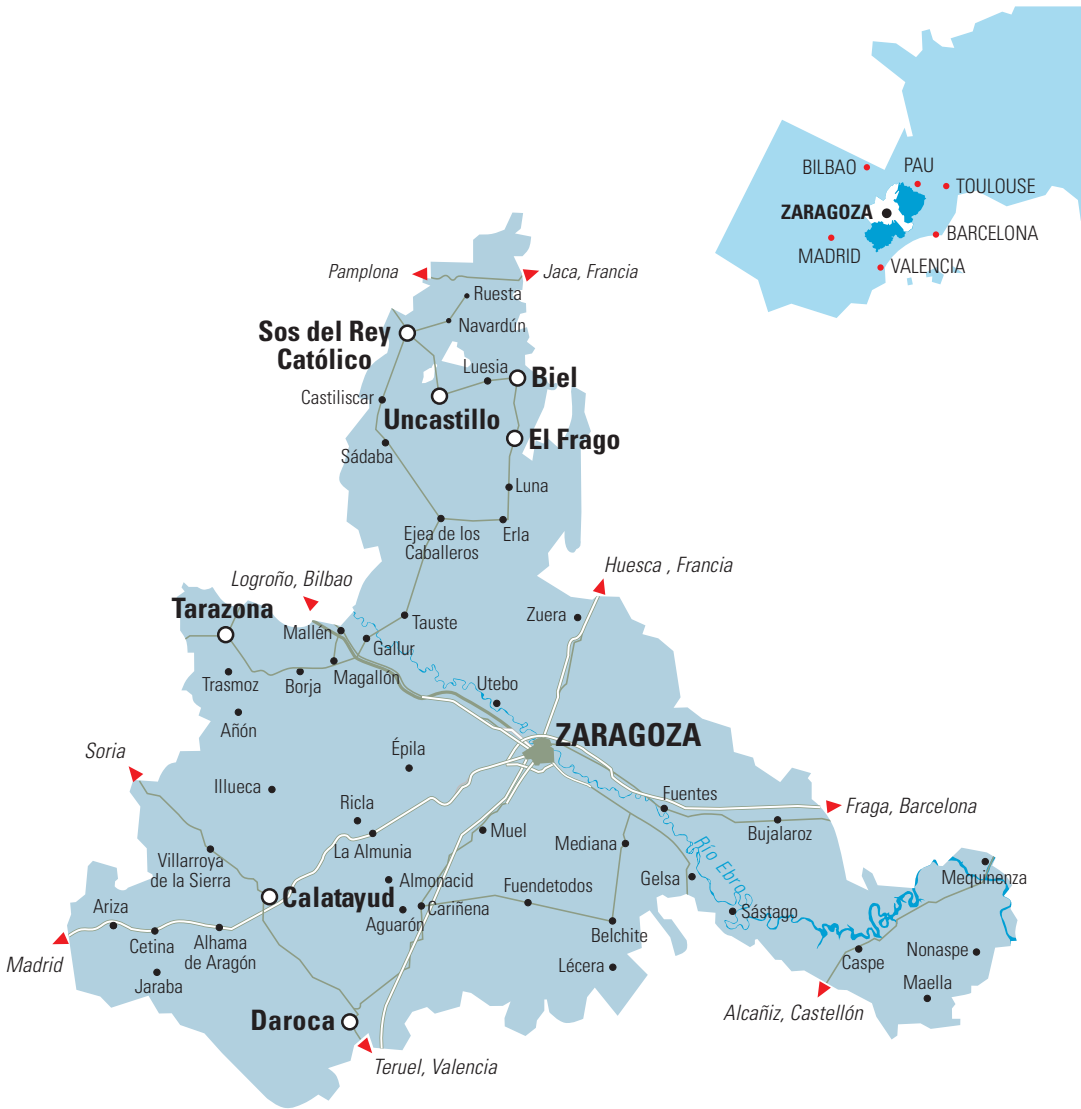 BILBAO
PAU
TOULOUSE
ZARAGOZA
BARCELONA
MADRID
VALENCIA
Pamplona
Jaca, Francia
Ruesta
Navardún
Sos del Rey
Católico
Luesia
Biel
Castiliscar
Uncastillo
El Frago
Sádaba
Luna
Ejea de los
Caballeros
Erla
Huesca , Francia
Logroño, Bilbao
Tarazona
Mallén
Tauste
Zuera
Gallur
Trasmoz
Borja
Magallón
Utebo
Añón
ZARAGOZA
Soria
Épila
Illueca
Ricla
Fuentes
Fraga, Barcelona
La Almunia
Muel
Bujalaroz
Mediana
Río Ebro
Villarroya
de la Sierra
Almonacid
Fuendetodos
Gelsa
Mequinenza
Calatayud
Ariza
Aguarón
Cariñena
Sástago
Cetina
Alhama
de Aragón
Belchite
Madrid
Jaraba
Lécera
Caspe
Nonaspe
Maella
Daroca
Alcañiz, Castellón
Teruel, Valencia